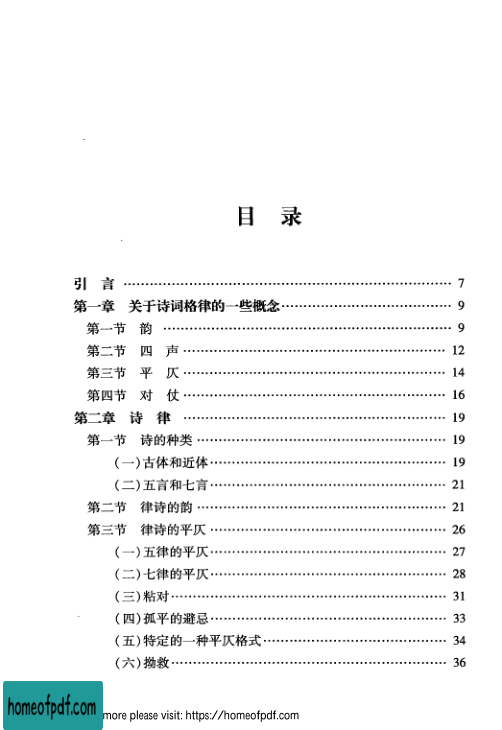 目 录
引 言 …………………………………………………… 7
第一章 关于诗词格律的一些概念 ………………………… 9
第一节 韵 ……………………………………………… 9
第二节 四 声 ………………………………………… 12
第三节 平 仄 ………………………………………… 14
第四节 对 仗 ………………………………………… 16
第二章 诗 律 ………………………………………… 19
第一节 诗的种类 ……………………………………… 19
(一)古体和近体 ……………………………………… 19
(二)五言和七言 ……………………………………… 21
第二节 律诗的韵 ……………………………………… 21
第三节 律诗的平仄 …………………………………… 26
(一)五律的平仄 ……………………………………… 27
(二)七律的平仄 ……………………………………… 28
(三)粘对 ……………………………………………… 31
(四)孤平的避忌 ……………………………………… 33
(五)特定的一种平仄格式 …………………………… 34
(六)拗救 ……………………………………………… 36
homeofpdf.com
more please visit: https://homeofpdf.com